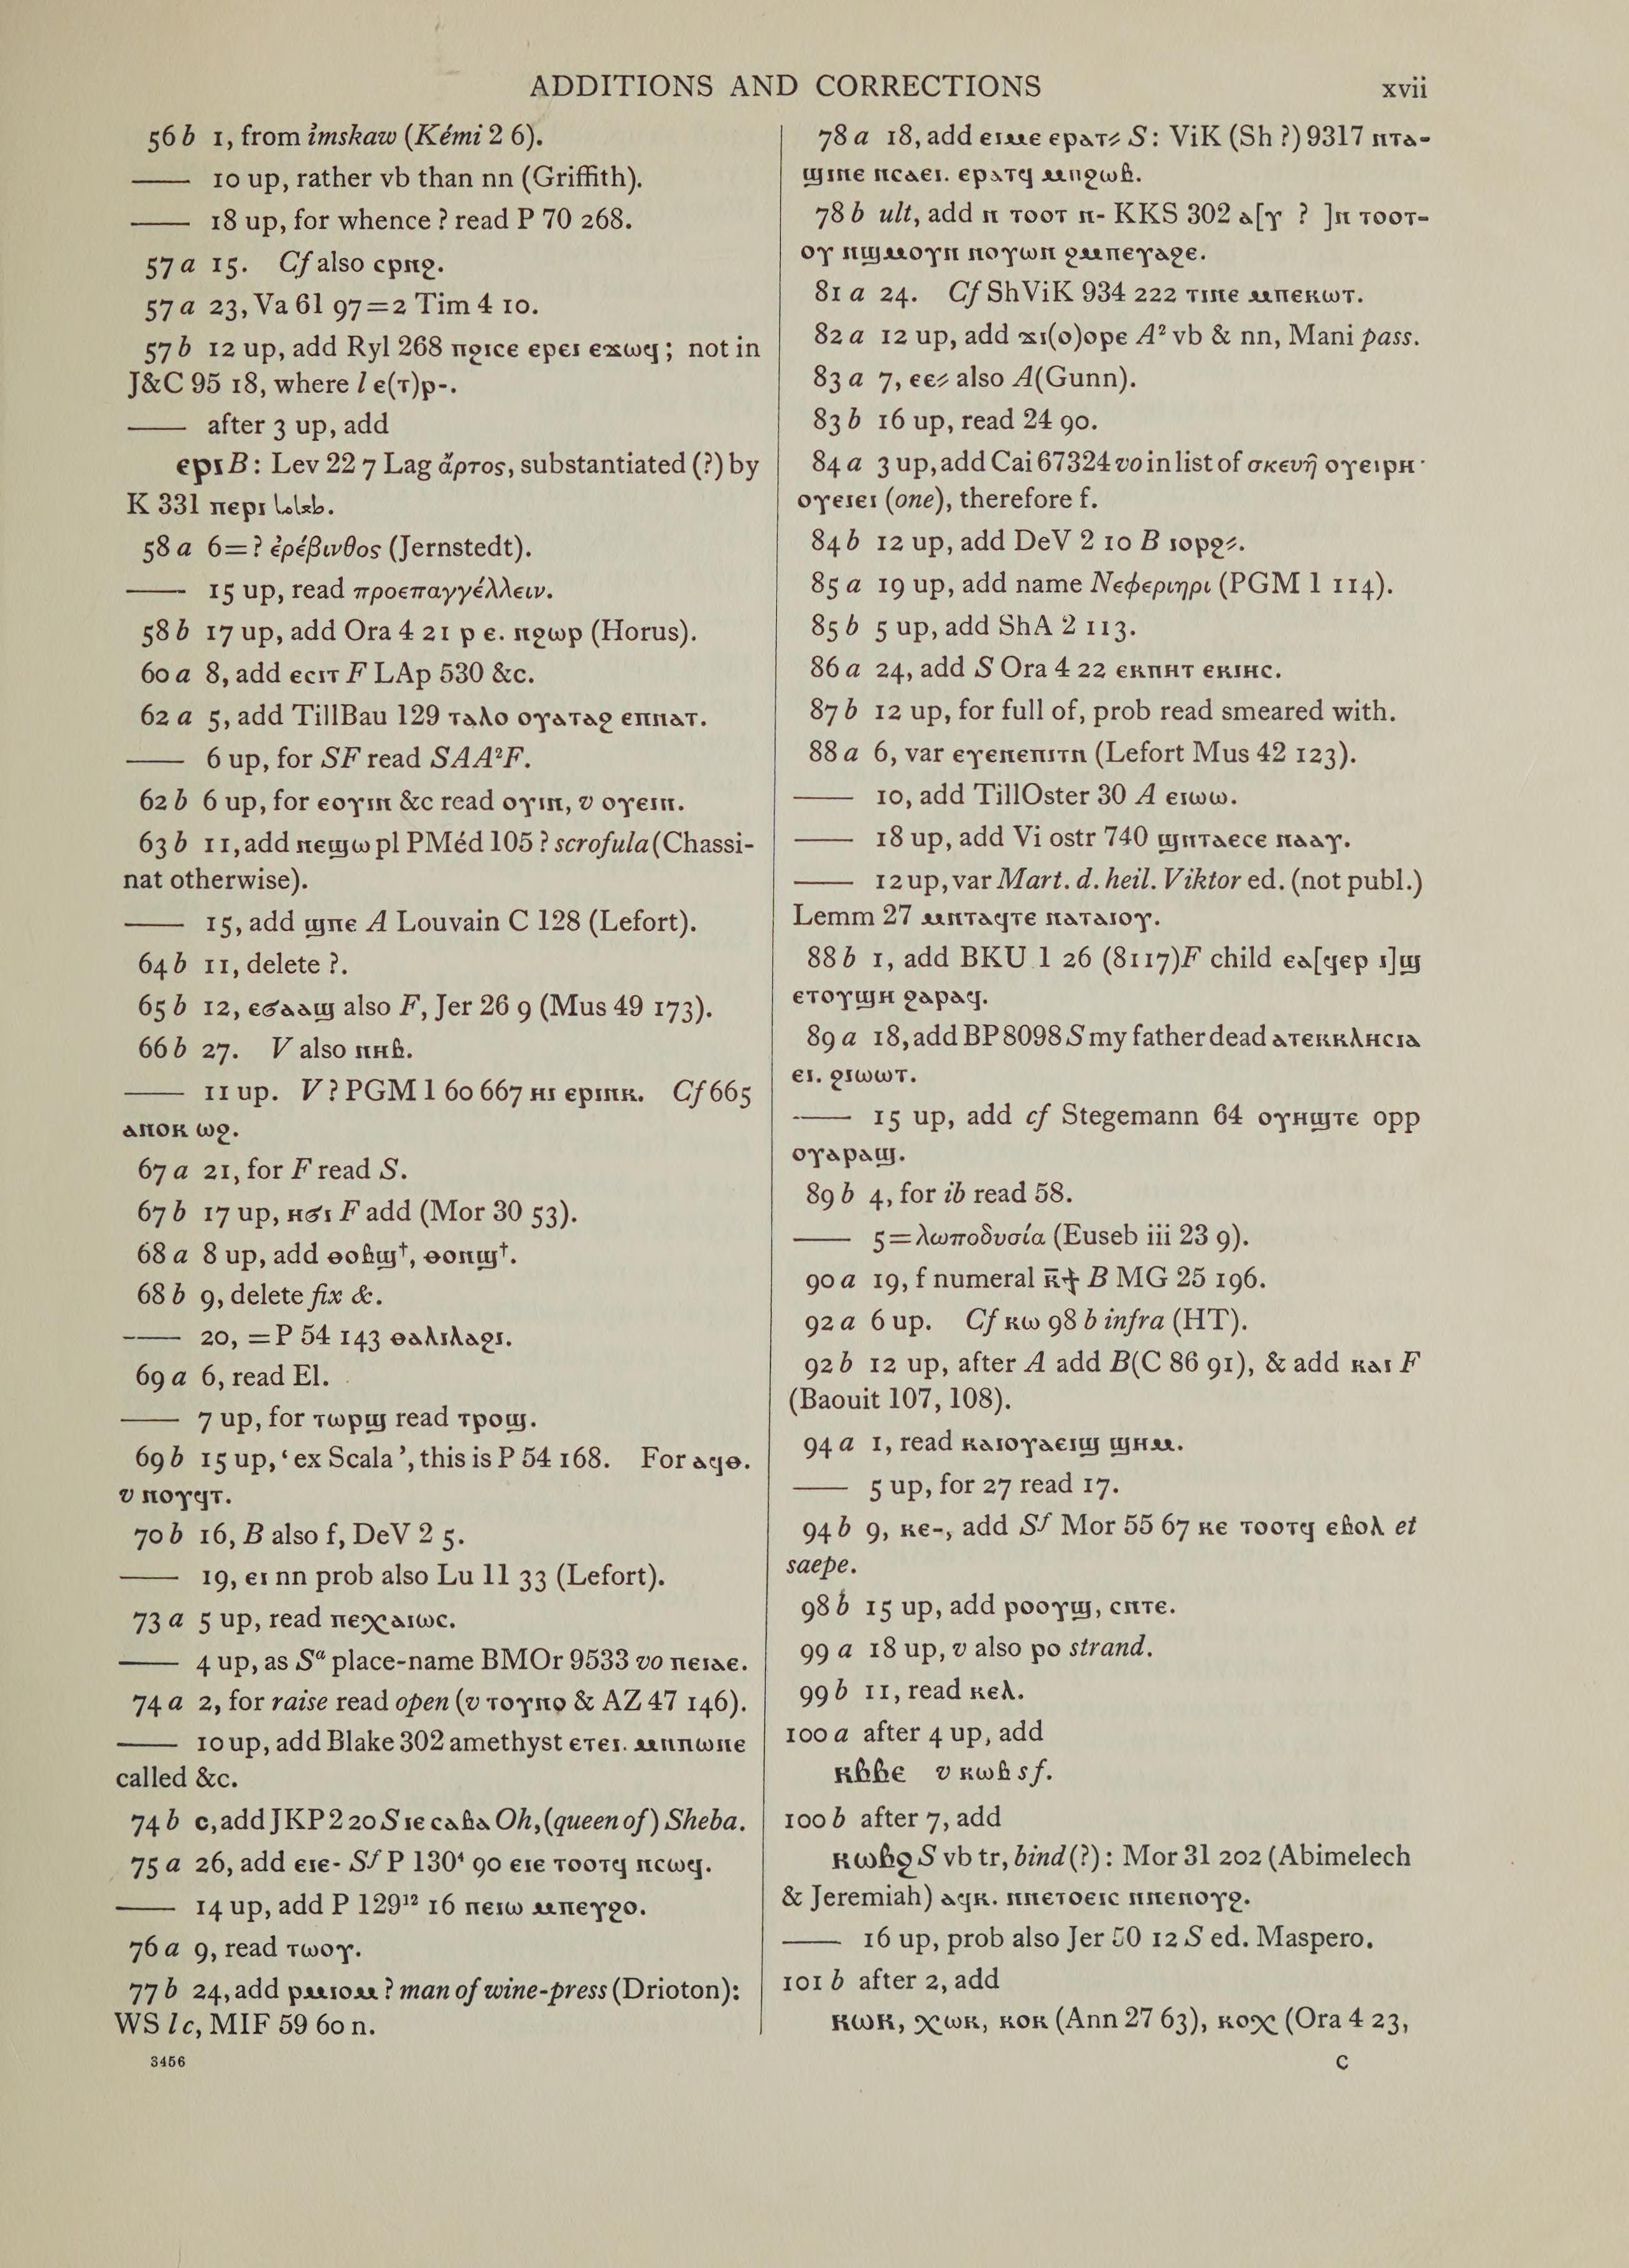 ADDITIONS AND CORRECTIONS xvii
56 b 1, from i͗mskaw (Kémi 2 6).
—— 10 up, rather vb than nn (Griffith).
—— 18 up, for whence ? read P 70 268.
57 a 15. Cf also ⲥⲣⲛϩ.
57 a 23, Va 61 97=2 Tim 4 10.
57 b 12 up, add Ryl 268 ⲡϩⲓⲥⲉ ⲉⲣⲉⲓ ⲉϫⲱϥ; not in
J&C 95 18, where l ⲉ(ⲧ)ⲣ-.
—— after 3 up, add
ⲉⲣⲓ B: Lev 22 7 Lag ἄρτος, substantiated (?) by
K 331 ⲡⲉⲣⲓ
58 a 6=? ἐρέβινθος (Jernstedt).
—— 15 up, read προεπαγγέλλειν.
58 b 17 up, add Ora 4 21 ⲣ ⲉ. ⲛϩⲱⲣ (Horus).
60 a 8, add ⲉⲥⲓⲧ F LAp 530 &c.
62 a 5, add TillBau 129 ⲧⲁⲗⲟ ⲟⲩⲁⲧⲁϩ ⲉⲡⲛⲁⲧ.
—— 6 up, for SF read SAA²F.
62 b 6 up, for ⲉⲟⲩⲓⲛ &c read ⲟⲩⲓⲛ, v ⲟⲩⲉⲓⲛ.
63 b 11, add ⲛⲉϣⲱ pl PMéd 105 ? scrofula (Chassi-
nat otherwise).
—— 15, add ϣⲛⲉ A Louvain C 128 (Lefort).
64 b 11, delete ?.
65 b 12, ⲉϭⲁⲁϣ also F, Jer 26 9 (Mus 49 173).
66 b 27. V also ⲛⲏⲃ.
—— 11 up. V ? PGM 1 60 667 ⲏⲓ ⲉⲣⲓⲛⲕ. Cf 665
ⲁⲛⲟⲕ ⲱϩ.
67 a 21, for F read S.
67 b 17 up, ⲏϭⲓ F add (Mor 30 53).
68 a 8 up, add ⲑⲟⲃϣ†, ⲑⲟⲛϣ†.
68 b 9, delete fix &.
—— 20, =P 54 143 ⲑⲁⲗⲓⲗⲁϩⲓ.
69 a 6, read El.
—— 7 up, for ⲧⲱⲣϣ read ⲧⲣⲟϣ.
69 b 15 up, ‘ex Scala’, this is P 54 168. For ⲁϥⲑ.
v ⲛⲟⲩϥⲧ.
70 b 16, B also f, DeV 2 5.
—— 19, ⲉⲓ nn prob also Lu 11 33 (Lefort).
73 a 5 up, read ⲡⲉⲭⲁⲓⲱⲥ.
—— 4 up, as Sᵃ place-name BMOr 9533 vo ⲡⲉⲓⲁⲉ.
74 a 2, for raise read open (v ⲧⲟⲩⲛⲟ & AZ 47 146).
—— 10 up, add Blake 302 amethyst ⲉⲧⲉⲓ. ⲙⲡⲡⲱⲛⲉ
called &c.
74 b c, add JKP 2 20 S ⲓⲉ ⲥⲁⲃⲁ Oh, (queen of) Sheba.
75 a 26, add ⲉⲓⲉ- Sf P 130⁴ 90 ⲉⲓⲉ ⲧⲟⲟⲧϥ ⲛⲥⲱϥ.
—— 14 up, add P 129¹² 16 ⲡⲉⲓⲱ ⲙⲡⲉⲩϩⲟ.
76 a 9, read ⲧⲱⲟⲩ.
77 b 24, add ⲣⲙⲓⲟⲙ ? man of wine-press (Drioton):
WS l c, MIF 59 60 n.
3456
78 a 18, add ⲉⲓⲙⲉ ⲉⲣⲁⲧ⸗ S: ViK (Sh ?) 9317 ⲛⲧⲁ-
ϣⲓⲛⲉ ⲛⲥⲁⲉⲓ. ⲉⲣⲁⲧϥ ⲙⲡϩⲱⲃ.
78 b ult, add ⲛ ⲧⲟⲟⲧ ⲛ- KKS 302 ⲁ[ⲩ ? ]ⲛ ⲧⲟⲟⲧ-
ⲟⲩ ⲛϣⲙⲟⲩⲛ ⲛⲟⲩⲱⲛ ϩⲙⲡⲉⲩⲁϩⲉ.
81 a 24. Cf ShViK 934 222 ⲧⲓⲛⲉ ⲙⲡⲉⲕⲱⲧ.
82 a 12 up, add ϫⲓ(ⲟ)ⲟⲣⲉ A² vb & nn, Mani pass.
83 a 7, ⲉⲉ⸗ also A (Gunn).
83 b 16 up, read 24 90.
84 a 3 up, add Cai 67324 vo in list of σκευῆ ⲟⲩⲉⲓⲣⲏ·
ⲟⲩⲉⲓⲉⲓ (one), therefore f.
84 b 12 up, add DeV 2 10 B ⲓⲟⲣϩ⸗.
85 a 19 up, add name Νεφεριηρι (PGM 1 114).
85 b 5 up, add ShA 2 113.
86 a 24, add S Ora 4 22 ⲉⲕⲡⲏⲧ ⲉⲕⲓⲏⲥ.
87 b 12 up, for full of, prob read smeared with.
88 a 6, var ⲉⲩⲉⲛⲉⲡⲓⲧⲛ (Lefort Mus 42 123).
—— 10, add TillOster 30 A ⲉⲓⲱⲱ.
—— 18 up, add Vi ostr 740 ϣⲛⲧⲁⲉⲥⲉ ⲛⲁⲁⲩ.
—— 12 up, var Mart. d. heil. Viktor ed. (not publ.)
Lemm 27 ⲙⲛⲧⲁϥⲧⲉ ⲛⲁⲧⲁⲓⲟⲩ.
88 b 1, add BKU 1 26 (8117) F child ⲉⲁ[ϥⲉⲣ ⲓ]ϣ
ⲉⲧⲟⲩϣⲏ ϩⲁⲣⲁϥ.
89 a 18, add BP 8098 S my father dead ⲁⲧⲉⲕⲕⲗⲏⲥⲓⲁ
ⲉⲓ. ϩⲓⲱⲱⲧ.
—— 15 up, add cf Stegemann 64 ⲟⲩⲏϣⲧⲉ opp
ⲟⲩⲁⲣⲁϣ.
89 b 4, for ib read 58.
—— 5=λωποδυσία (Euseb iii 23 9).
90 a 19, f numeral ⲕ̅ϯ B MG 25 196.
92 a 6 up. Cf ⲕⲱ 98 b infra (HT).
92 b 12 up, after A add B (C 86 91), & add ⲕⲁⲓ F
(Baouit 107, 108).
94 a 1, read ⲕⲁⲓⲟⲩⲁⲉⲓϣ ϣⲏⲙ.
—— 5 up, for 27 read 17.
94 b 9, ⲕⲉ-, add Sf Mor 55 67 ⲕⲉ ⲧⲟⲟⲧϥ ⲉⲃⲟⲗ et
saepe.
98 b 15 up, add ⲣⲟⲟⲩϣ, ⲥⲛⲧⲉ.
99 a 18 up, v also ⲣⲟ strand.
99 b 11, read ⲕⲉⲗ.
100 a after 4 up, add
ⲕⲃⲃⲉ v ⲕⲱⲃ sf.
100 b after 7, add
ⲕⲱⲃϩ S vb tr, bind (?): Mor 31 202 (Abimelech
& Jeremiah) ⲁϥⲕ. ⲛⲛⲉⲧⲟⲉⲓⲥ ⲛⲛⲉⲛⲟⲩϩ.
—— 16 up, prob also Jer 50 12 S ed. Maspero.
101 b after 2, add
ⲕⲱⲕ, ⲭⲱⲕ, ⲕⲟⲕ (Ann 27 63), ⲕⲟⲭ (Ora 4 23,
C